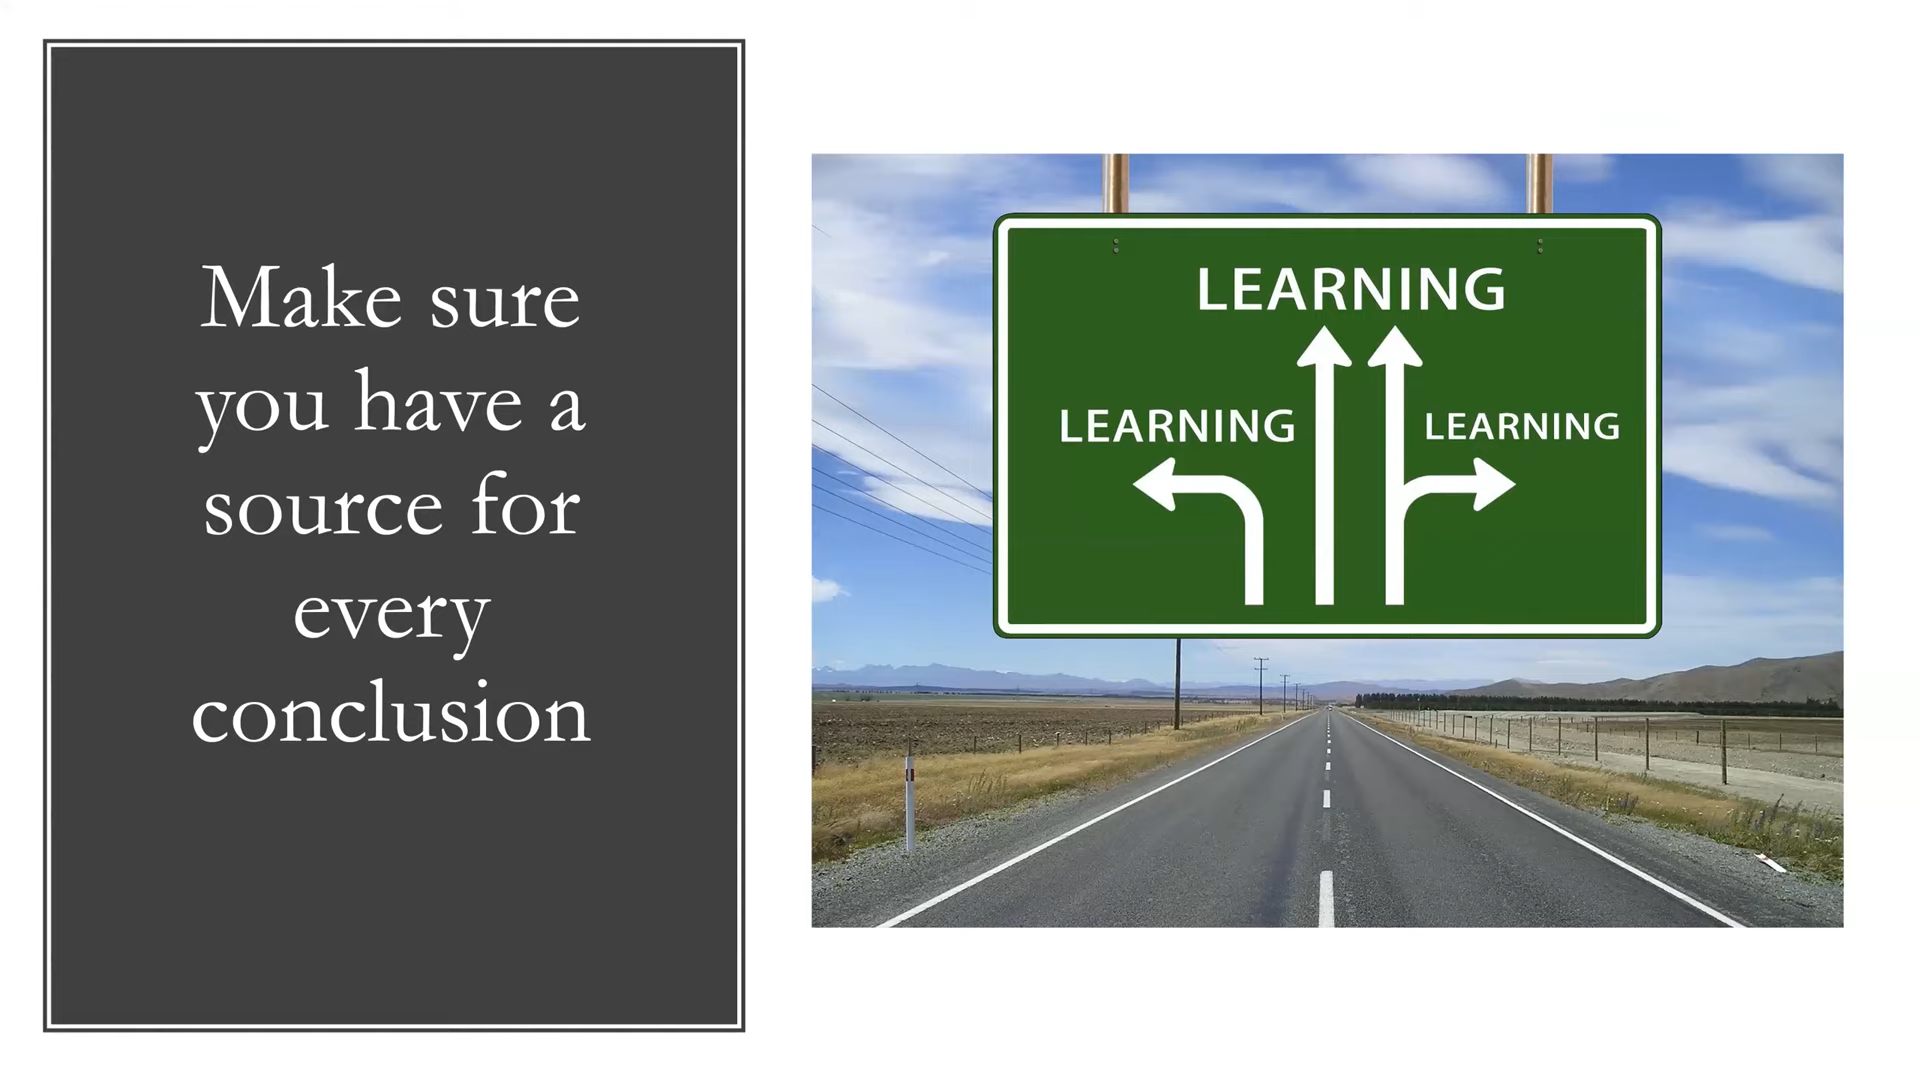 Make sure
you have a
source for
every
conclusion
LEARNING
LEARNING
LEARNING